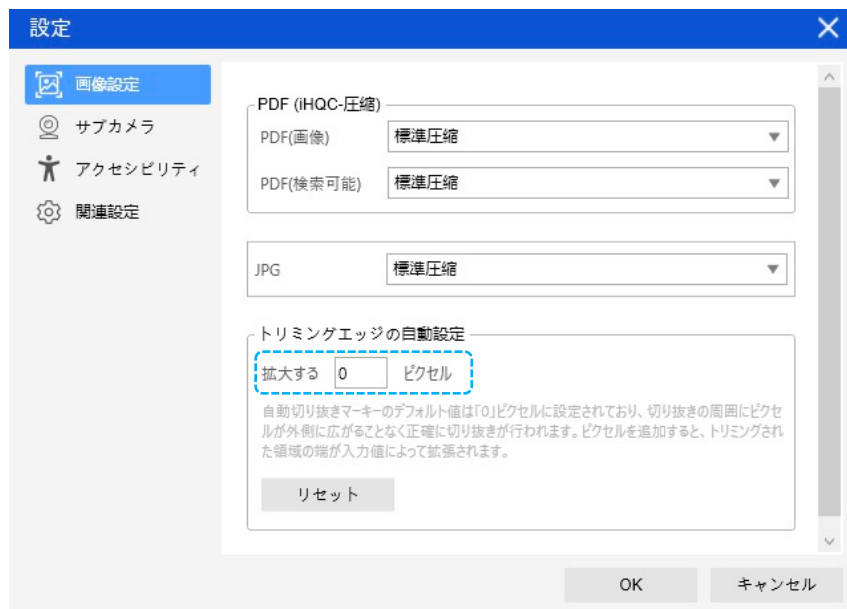 設定
画像設定
サブカメラ
アクセシビリティ
関連設定
PDF (iHQC-圧縮)
PDF(画像) 標準圧縮
PDF(検索可能) 標準圧縮
JPG 標準圧縮
トリミングエッジの自動設定
拡大する 0 ピクセル
自動切り抜きマーキーのデフォルト値は「0」ピクセルに設定されており、切り抜きの周囲にピクセ
ルが外側に広がることなく正確に切り抜きが行われます。ピクセルを追加すると、トリミングされ
た領域の端が入力値によって拡張されます。
リセット
OK キャンセル